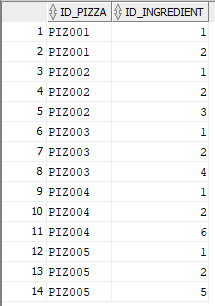 ID_PIZZA ID_INGREDIENT
1 PIZ001 1
2 PIZ001 2
3 PIZ002 1
4 PIZ002 2
5 PIZ002 3
6 PIZ003 1
7 PIZ003 2
8 PIZ003 4
9 PIZ004 1
10 PIZ004 2
11 PIZ004 6
12 PIZ005 1
13 PIZ005 2
14 PIZ005 5